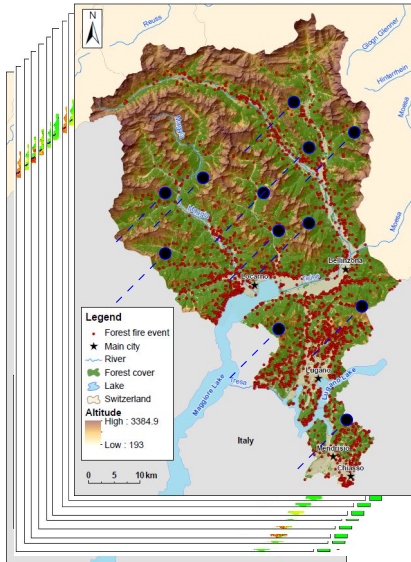 N
Reuss
Glogn Glenner
Hinterrhein
Moesa
Maggia
Moesa
Maggia
Bellinzona
Locarno
Ticino
Legend
Forest fire event
Main city
River
Forest cover
Lake
Switzerland
Altitude
High : 3384.9
Low : 193
0 5 10 km
Maggiore Lake
Tresa
Lugano
Lugano Lake
Italy
Mendrisio
Chiasso